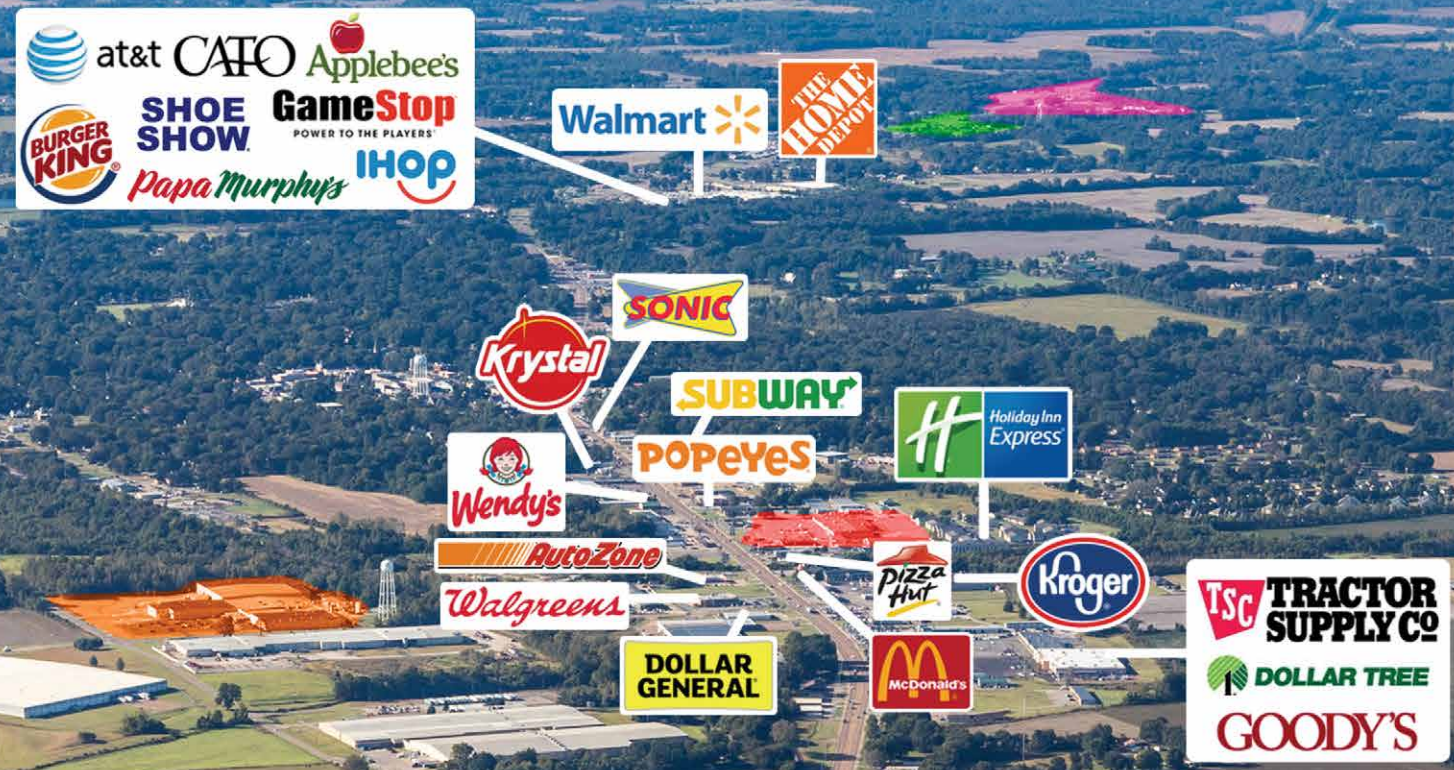 at&t CATO Applebee's
BURGER KING® SHOE SHOW. GameStop
POWER TO THE PLAYERS®
Papa Murphy's IHOP
Walmart
THE HOME DEPOT
SONIC
Krystal
SUBWAY
POPEYES
H Holiday Inn Express
Wendy's
AutoZone
Walgreens
Pizza Hut
Kroger
DOLLAR
GENERAL
M McDonald's
TSC TRACTOR
SUPPLY CO
DOLLAR TREE
GOODY'S